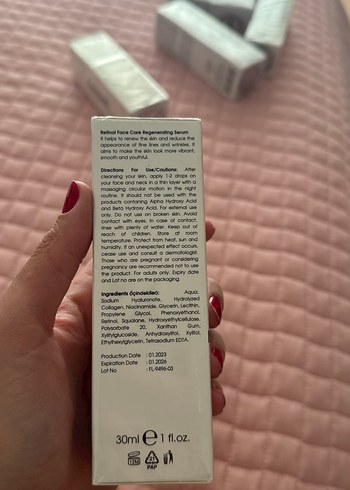 Retinol Face Care Regenerating Serum
It helps to renew the skin and reduce the
appearance of fine lines and wrinkles. It
aims to make the skin look more vibrant,
smooth and youthful.
Directions For Use/Cautions: After
cleansing your skin, apply 1-2 drops on
your face and neck in a thin layer with a
massaging circular motion in the night
routine. It should not be used with the
products containing Alpha Hydroxy Acid
and Beta Hydroxy Acid. For external use
only. Do not use on broken skin. Avoid
contact with eyes. In case of contact,
rinse with plenty of water. Keep out of
reach of children. Store at room
temperature. Protect from heat, sun and
humidity. If an unexpected effect occurs,
cease use and consult a dermatologist.
Those who are pregnant or considering
pregnancy are recommended not to use
the product. For adults only. Expiry date
and Lot no are on the packaging.
Ingredients (İçindekiler): Aqua,
Sodium Hyaluronate, Hydrolyzed
Collagen, Niacinamide, Glycerin, Lecithin,
Propylene Glycol, Phenoxyethanol,
Retinol, Squalane, Hydroxyethylcellulose,
Polysorbate 20, Xanthan Gum,
Xylitylglucoside, Anhydroxylitol, Xylitol,
Ethylhexylglycerin, Tetrasodium EDTA.
Production Date : 01.2023
Expiration Date : 01.2026
Lot No : FL-9496-03
30ml e 1 fl.oz.
PAP